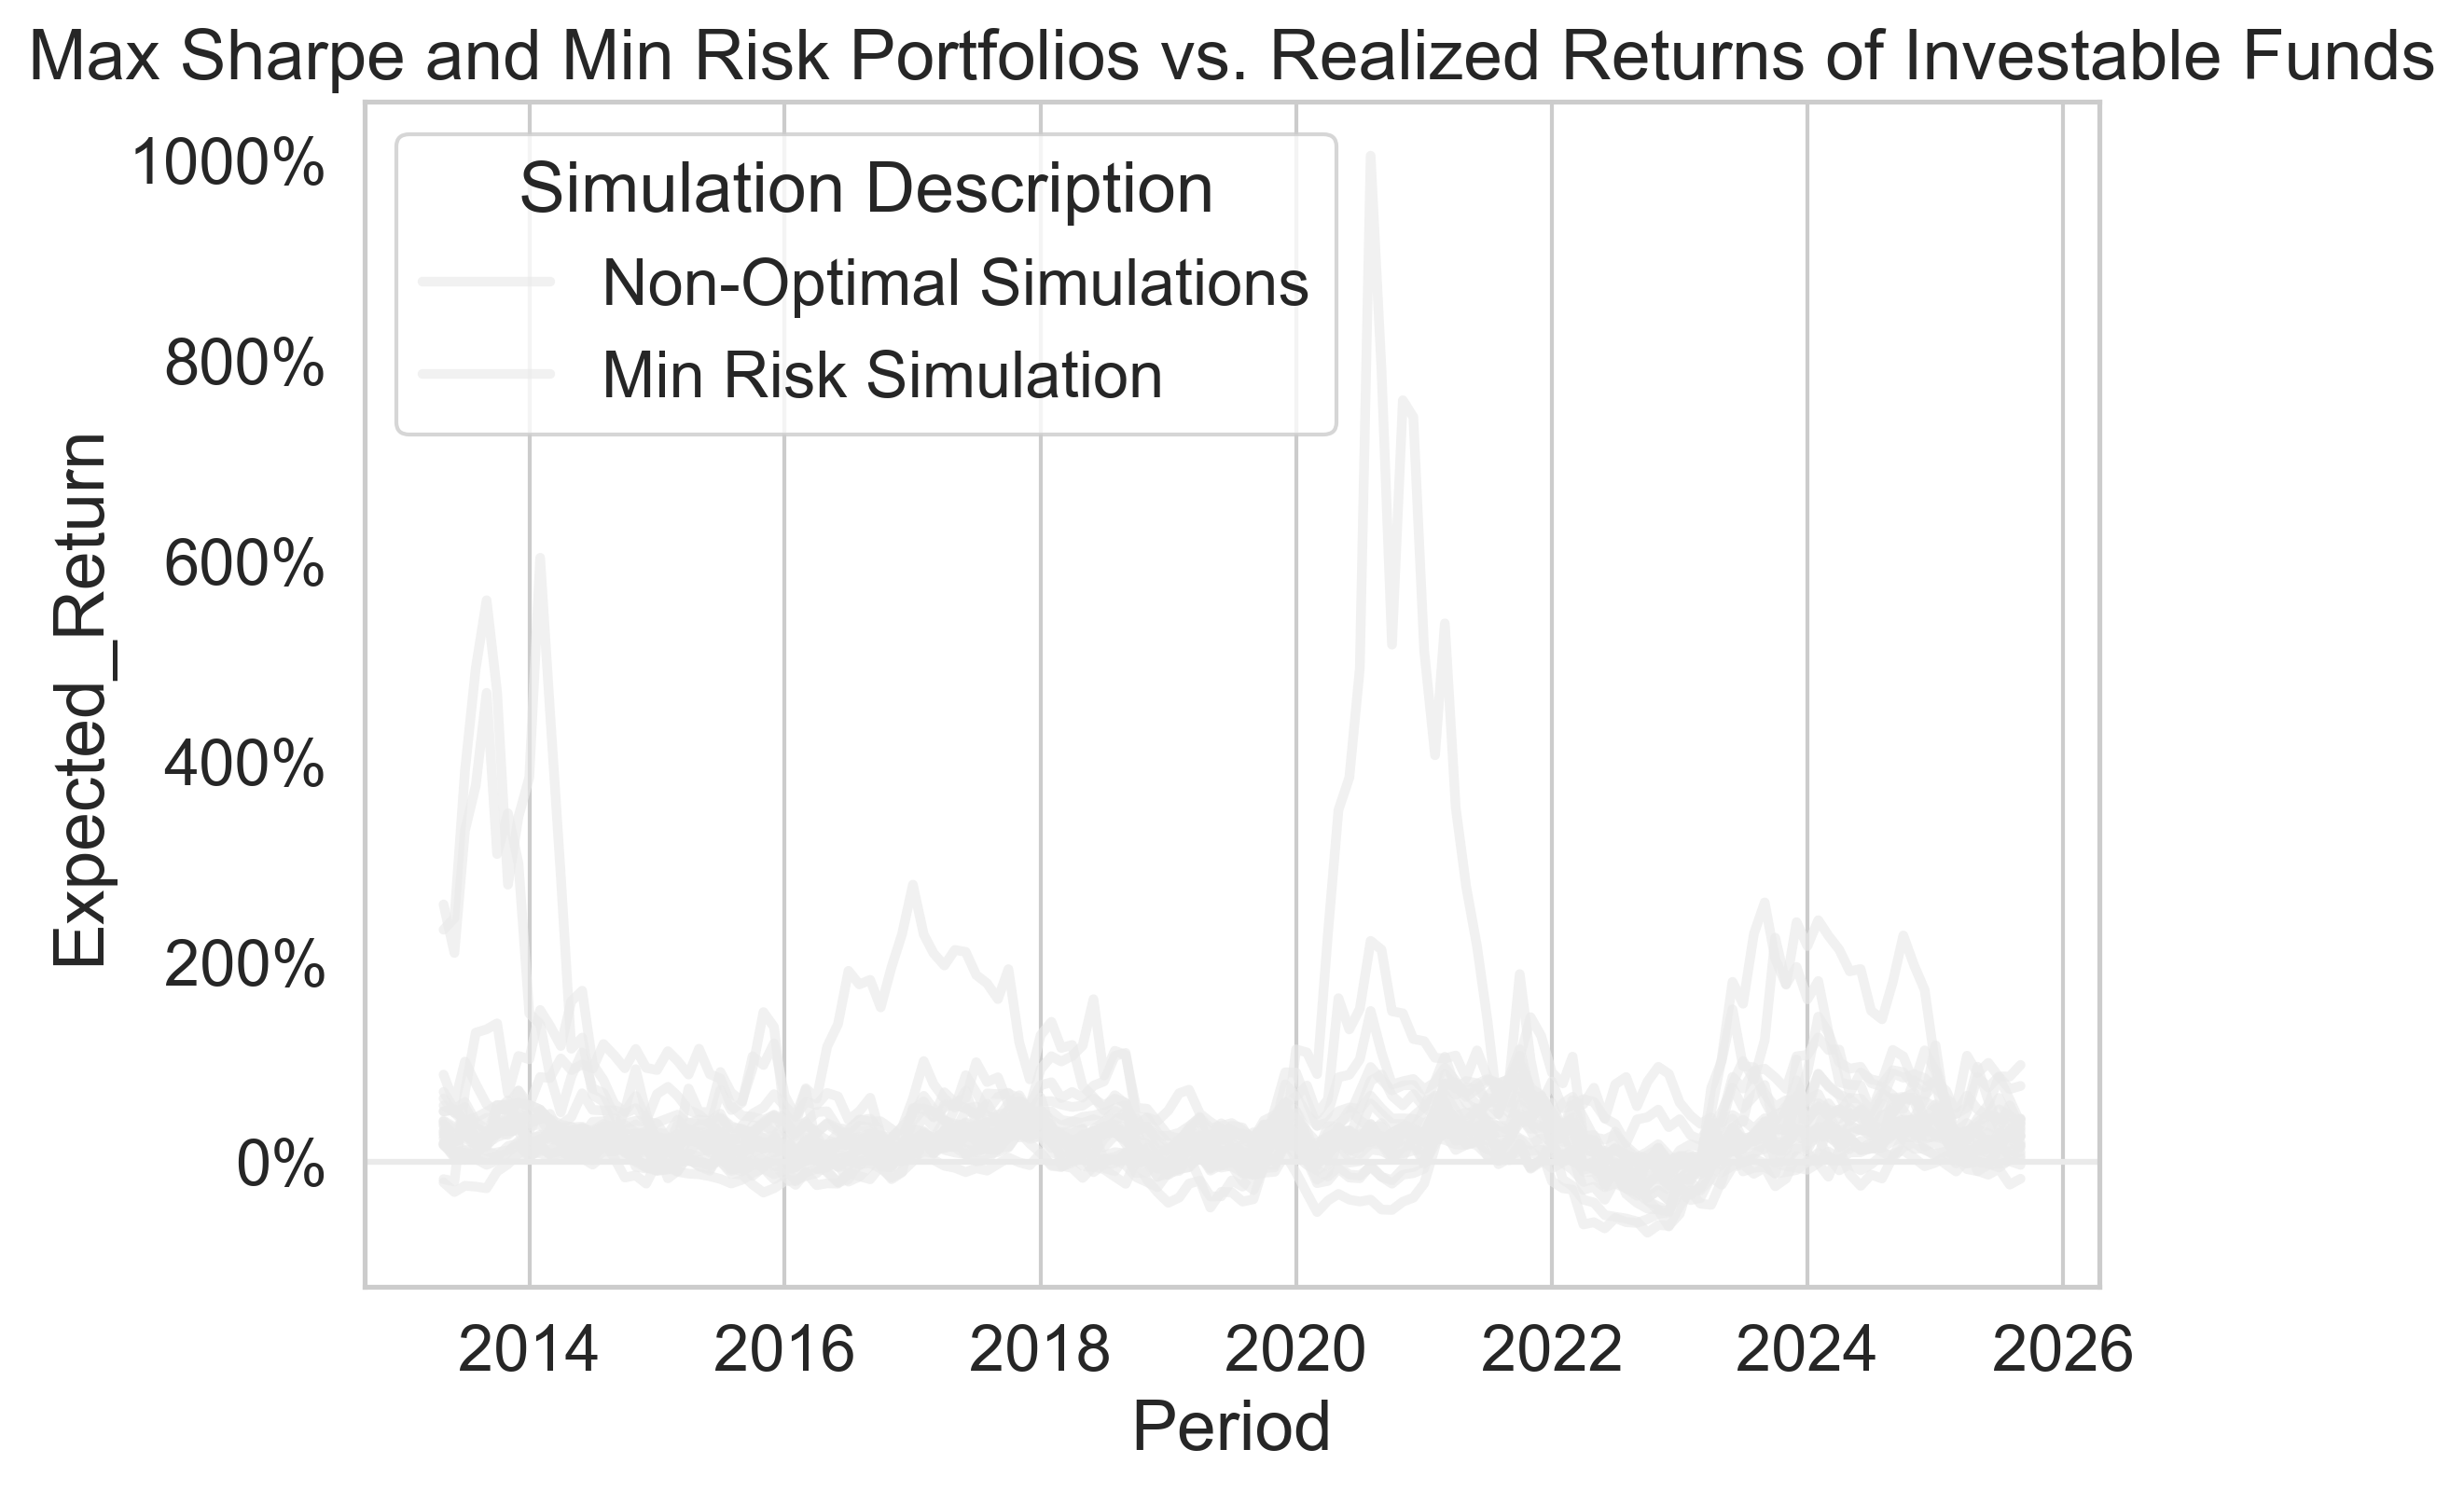 Max Sharpe and Min Risk Portfolios vs. Realized Returns of Investable Funds
1000%
800%
600%
400%
200%
0%
Expected_Return
Simulation Description
Non-Optimal Simulations
Min Risk Simulation
2014 2016 2018 2020 2022 2024 2026
Period